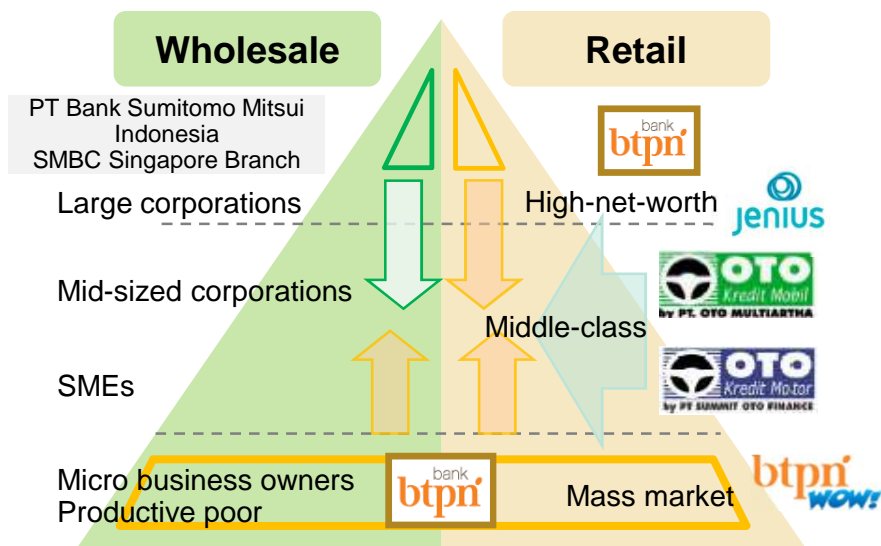 Wholesale
Retail
PT Bank Sumitomo Mitsui
Indonesia
SMBC Singapore Branch
bank
btpn
Large corporations
High-net-worth
jenius
Mid-sized corporations
OTO
Kredit Mobil
by PT. OTO MULTIARTHA
Middle-class
SMEs
OTO
Kredit Motor
by PT SUMMIT OTO FINANCE
Micro business owners
Productive poor
bank
btpn
Mass market
btpn
WOW!